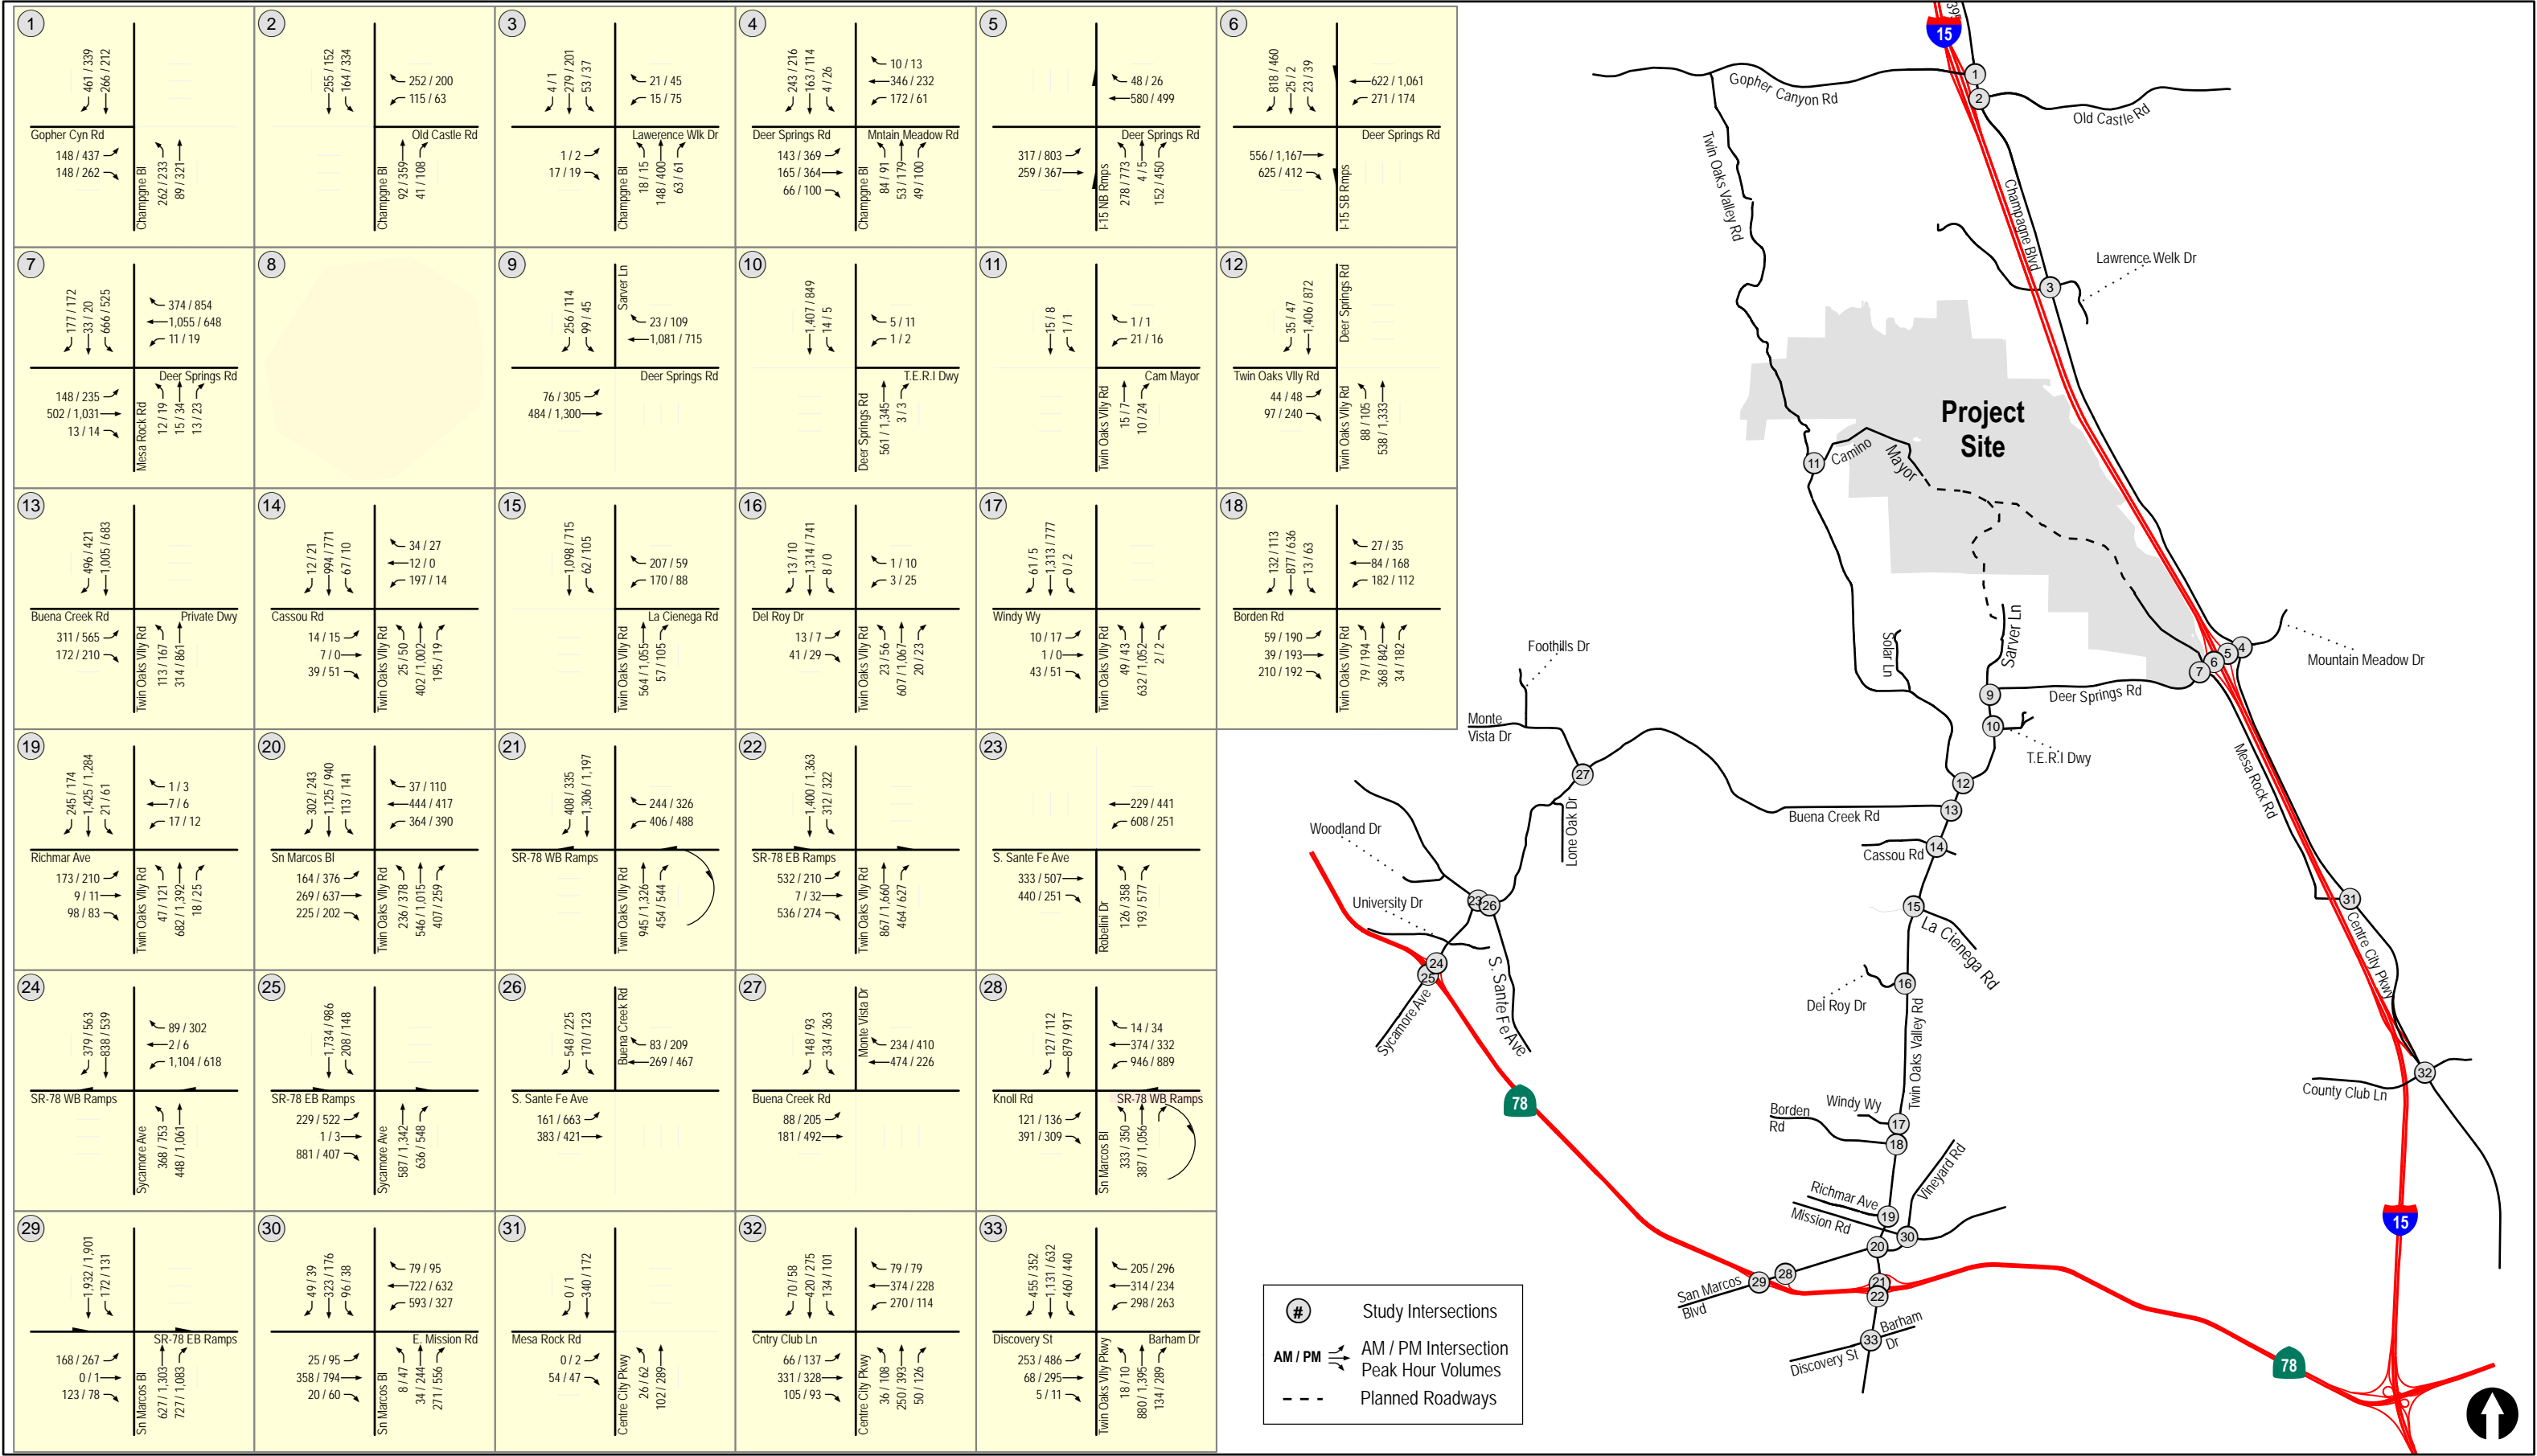 1
461 / 339
266 / 212
Gopher Cyn Rd
148 / 437
148 / 262
Champgne Bl
262 / 233
89 / 321
2
255 / 152
164 / 334
252 / 200
115 / 63
Old Castle Rd
Champgne Bl
92 / 359
41 / 108
3
4 / 1
279 / 201
53 / 37
21 / 45
15 / 75
Lawerence Wlk Dr
1 / 2
17 / 19
Champgne Bl
18 / 15
148 / 400
63 / 61
4
243 / 216
163 / 114
4 / 26
10 / 13
346 / 232
172 / 61
Deer Springs Rd
Mntain Meadow Rd
143 / 369
165 / 364
66 / 100
Champgne Bl
84 / 91
53 / 179
49 / 100
5
48 / 26
580 / 499
Deer Springs Rd
317 / 803
259 / 367
I-15 NB Rmps
278 / 773
4 / 5
152 / 450
6
818 / 460
25 / 2
23 / 39
622 / 1,061
271 / 174
Deer Springs Rd
556 / 1,167
625 / 412
I-15 SB Rmps
7
177 / 172
33 / 20
666 / 525
374 / 854
1,055 / 648
11 / 19
Deer Springs Rd
148 / 235
502 / 1,031
13 / 14
Mesa Rock Rd
12 / 19
15 / 34
13 / 23
8
9
256 / 114
99 / 45
Sarver Ln
23 / 109
1,081 / 715
Deer Springs Rd
76 / 305
484 / 1,300
10
1,407 / 849
14 / 5
5 / 11
1 / 2
T.E.R.I Dwy
Deer Springs Rd
561 / 1,345
3 / 3
11
15 / 8
1 / 1
1 / 1
21 / 16
Cam Mayor
Twin Oaks Vlly Rd
15 / 7
10 / 24
12
35 / 47
1,406 / 872
Deer Springs Rd
Twin Oaks Vlly Rd
44 / 48
97 / 240
Twin Oaks Vlly Rd
88 / 105
538 / 1,333
13
496 / 421
1,005 / 683
Buena Creek Rd
Private Dwy
311 / 565
172 / 210
Twin Oaks Vlly Rd
113 / 167
314 / 861
14
12 / 21
994 / 771
67 / 10
34 / 27
12 / 0
197 / 14
Cassou Rd
14 / 15
7 / 0
39 / 51
Twin Oaks Vlly Rd
25 / 50
402 / 1,002
195 / 19
15
1,098 / 715
62 / 105
207 / 59
170 / 88
La Cienega Rd
Twin Oaks Vlly Rd
564 / 1,055
57 / 105
16
13 / 10
1,314 / 741
8 / 0
1 / 10
3 / 25
Del Roy Dr
13 / 7
41 / 29
Twin Oaks Vlly Rd
23 / 56
607 / 1,067
20 / 23
17
61 / 5
1,313 / 777
0 / 2
Windy Wy
10 / 17
1 / 0
43 / 51
Twin Oaks Vlly Rd
49 / 43
632 / 1,052
2 / 2
18
132 / 113
877 / 636
13 / 63
27 / 35
84 / 168
182 / 112
Borden Rd
59 / 190
39 / 193
210 / 192
Twin Oaks Vlly Rd
79 / 194
368 / 842
34 / 182
19
245 / 174
1,425 / 1,284
21 / 61
1 / 3
7 / 6
17 / 12
Richmar Ave
173 / 210
9 / 11
98 / 83
Twin Oaks Vlly Rd
47 / 121
682 / 1,392
18 / 25
20
302 / 243
1,125 / 940
113 / 141
37 / 110
444 / 417
364 / 390
Sn Marcos Bl
164 / 376
269 / 637
225 / 202
Twin Oaks Vlly Rd
236 / 378
546 / 1,015
407 / 259
21
408 / 335
1,306 / 1,197
244 / 326
406 / 488
SR-78 WB Ramps
Twin Oaks Vlly Rd
945 / 1,326
454 / 544
22
1,400 / 1,363
312 / 322
SR-78 EB Ramps
532 / 210
7 / 32
536 / 274
Twin Oaks Vlly Rd
867 / 1,660
464 / 627
23
229 / 441
608 / 251
S. Sante Fe Ave
333 / 507
440 / 251
Robelini Dr
126 / 358
193 / 577
24
379 / 563
838 / 539
89 / 302
2 / 6
1,104 / 618
SR-78 WB Ramps
Sycamore Ave
368 / 753
448 / 1,061
25
1,734 / 986
208 / 148
SR-78 EB Ramps
229 / 522
1 / 3
881 / 407
Sycamore Ave
587 / 1,342
636 / 548
26
548 / 225
170 / 123
Buena Creek Rd
83 / 209
269 / 467
S. Sante Fe Ave
161 / 663
383 / 421
27
148 / 93
334 / 363
Monte Vista Dr
234 / 410
474 / 226
Buena Creek Rd
88 / 205
181 / 492
28
127 / 112
879 / 917
14 / 34
374 / 332
946 / 889
Knoll Rd
SR-78 WB Ramps
121 / 136
391 / 309
Sn Marcos Bl
333 / 350
387 / 1,056
29
1,932 / 1,901
172 / 131
SR-78 EB Ramps
168 / 267
0 / 1
123 / 78
Sn Marcos Bl
627 / 1,303
727 / 1,083
30
49 / 39
323 / 176
96 / 38
79 / 95
722 / 632
593 / 327
E. Mission Rd
25 / 95
358 / 794
20 / 60
Sn Marcos Bl
8 / 47
34 / 244
271 / 556
31
0 / 1
340 / 172
Mesa Rock Rd
0 / 2
54 / 47
Centre City Pkwy
26 / 62
102 / 289
32
70 / 58
420 / 275
134 / 101
79 / 79
374 / 228
270 / 114
Cntry Club Ln
66 / 137
331 / 328
105 / 93
Centre City Pkwy
36 / 108
250 / 393
50 / 126
33
455 / 352
1,131 / 632
460 / 440
205 / 296
314 / 234
298 / 263
Discovery St
Barham Dr
253 / 486
68 / 295
5 / 11
Twin Oaks Vlly Pkwy
18 / 10
880 / 1,395
134 / 289
15
1
2
Gopher Canyon Rd
Old Castle Rd
Twin Oaks Valley Rd
Champagne Blvd
Lawrence Welk Dr
3
Project
Site
11
Camino
Mayor
Solar Ln
Sarver Ln
4
5
6
7
Mountain Meadow Dr
Foothills Dr
9
Deer Springs Rd
10
T.E.R.I Dwy
Monte
Vista Dr
27
12
Mesa Rock Rd
13
Buena Creek Rd
Lone Oak Dr
Woodland Dr
Cassou Rd
14
23
26
15
La Cienega Rd
31
University Dr
Centre City Pkwy
24
25
S. Sante Fe Ave
Sycamore Ave
16
Del Roy Dr
Twin Oaks Valley Rd
32
County Club Ln
78
Windy Wy
17
Borden
Rd
18
Vineyard Rd
Richmar Ave
19
Mission Rd
30
20
15
San Marcos
Blvd
29
28
21
22
33
Barham
Dr
Discovery St
78
#
Study Intersections
AM / PM
AM / PM Intersection
Peak Hour Volumes
Planned Roadways